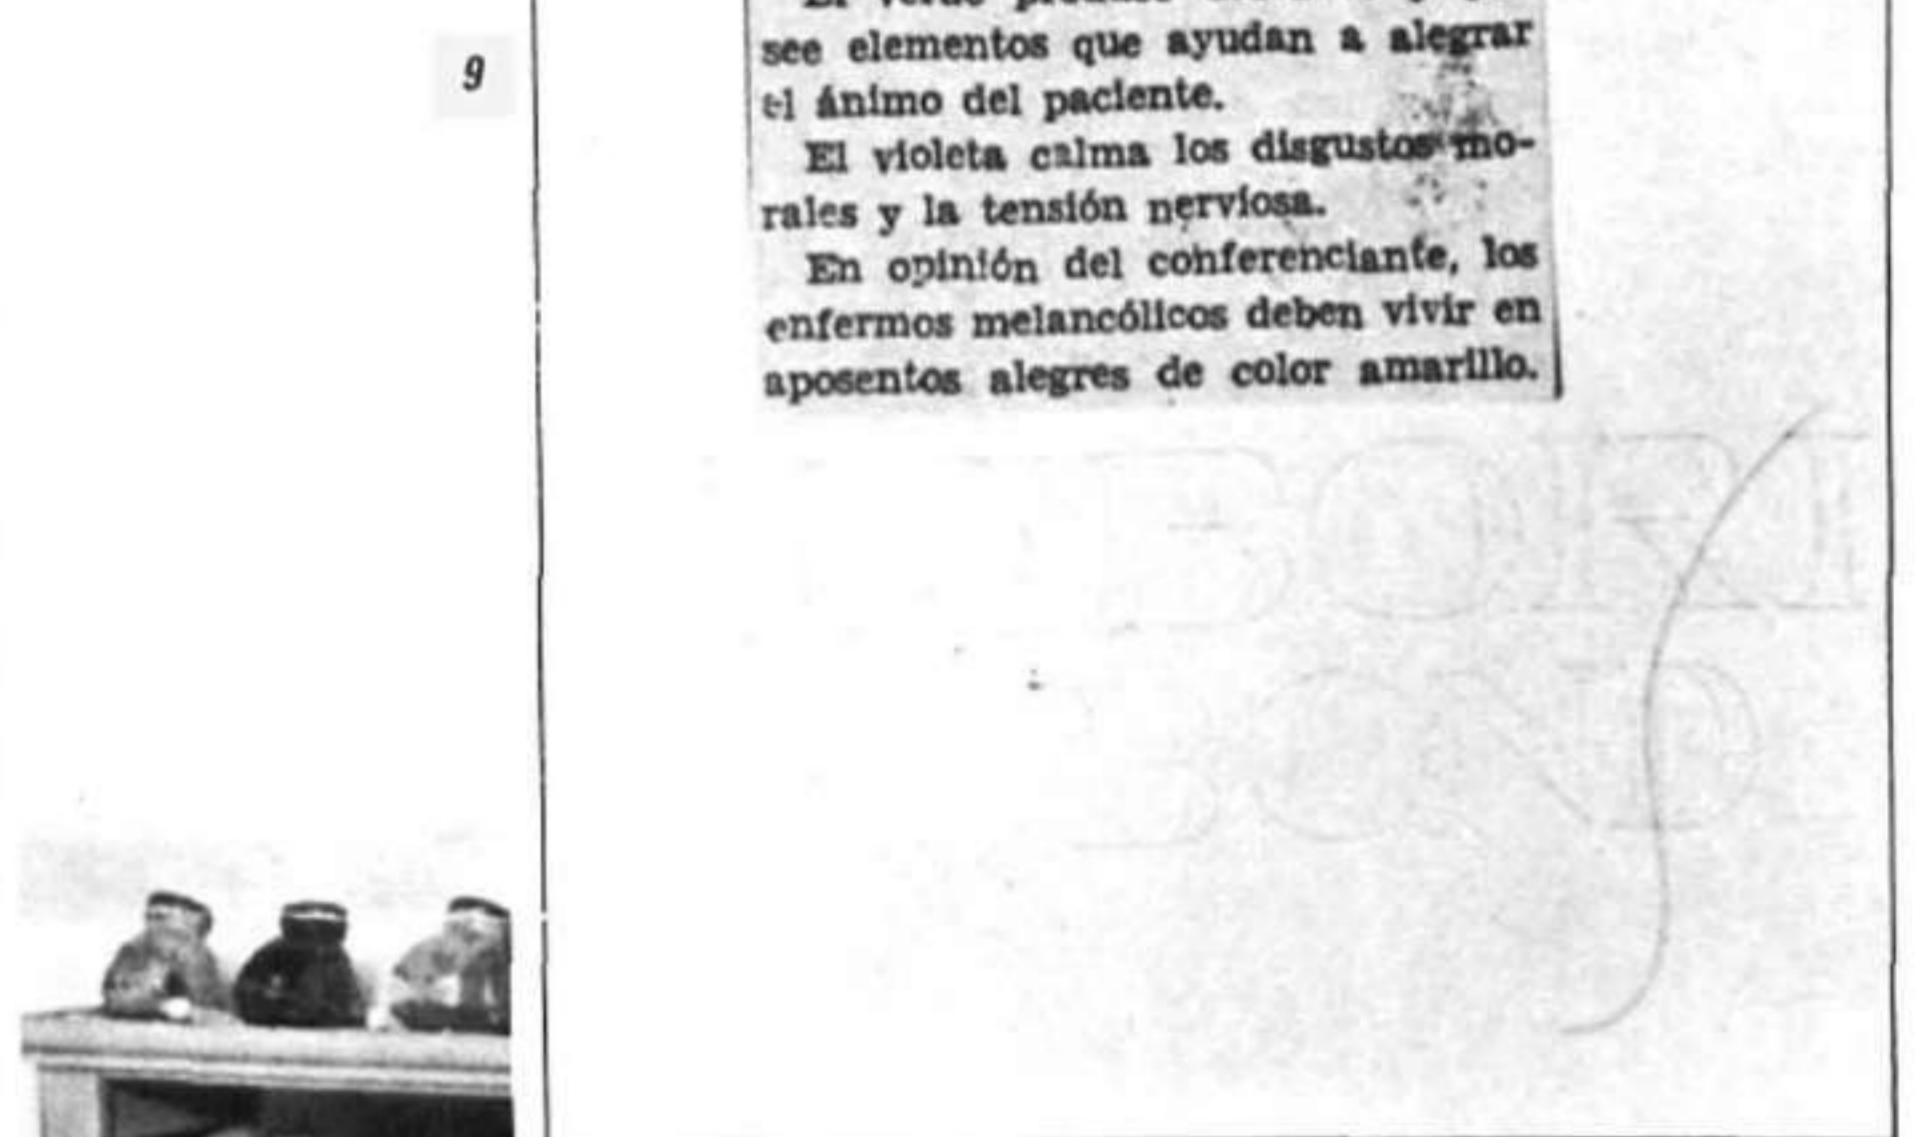 9
see elementos que ayudan a alegrar
el ánimo del paciente.
El violeta calma los disgustos mo-
rales y la tensión nerviosa.
En opinión del conferenciante, los
enfermos melancólicos deben vivir en
aposentos alegres de color amarillo.